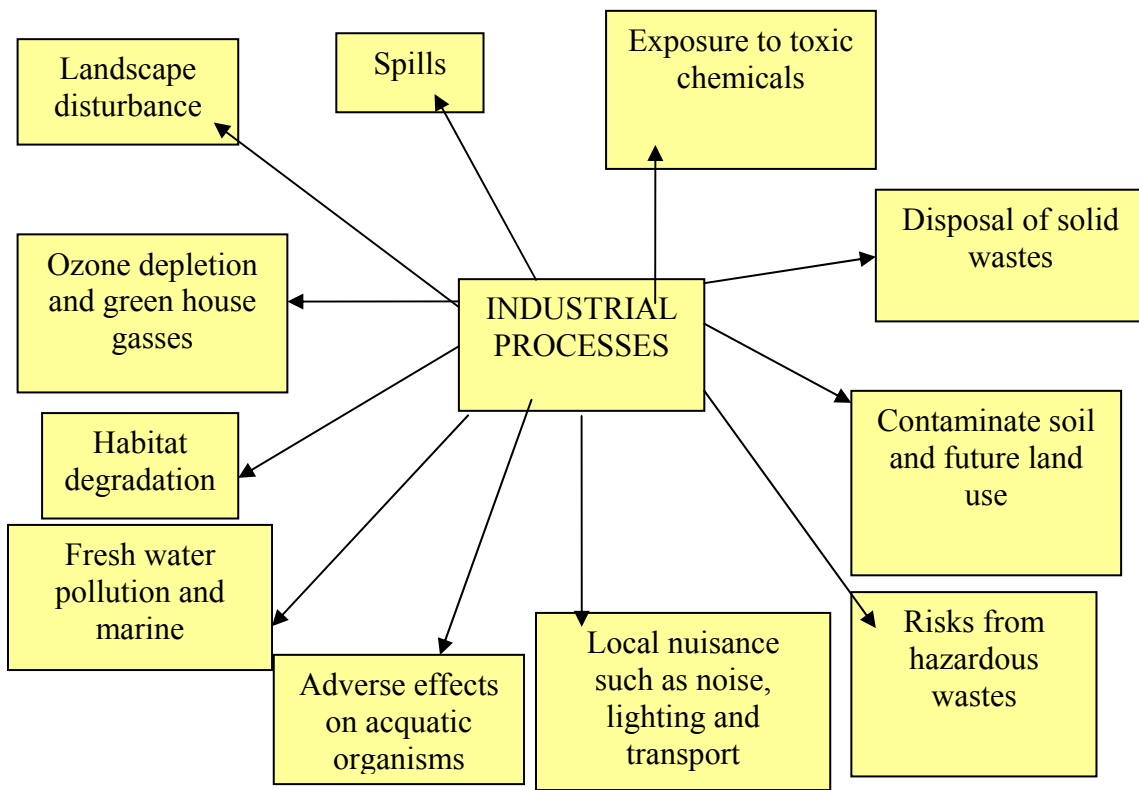 Landscape
disturbance
Spills
Exposure to toxic
chemicals
Disposal of solid
wastes
Ozone depletion
and green house
gasses
INDUSTRIAL
PROCESSES
Contaminate soil
and future land
use
Habitat
degradation
Fresh water
pollution and
marine
Adverse effects
on acquatic
organisms
Local nuisance
such as noise,
lighting and
transport
Risks from
hazardous
wastes